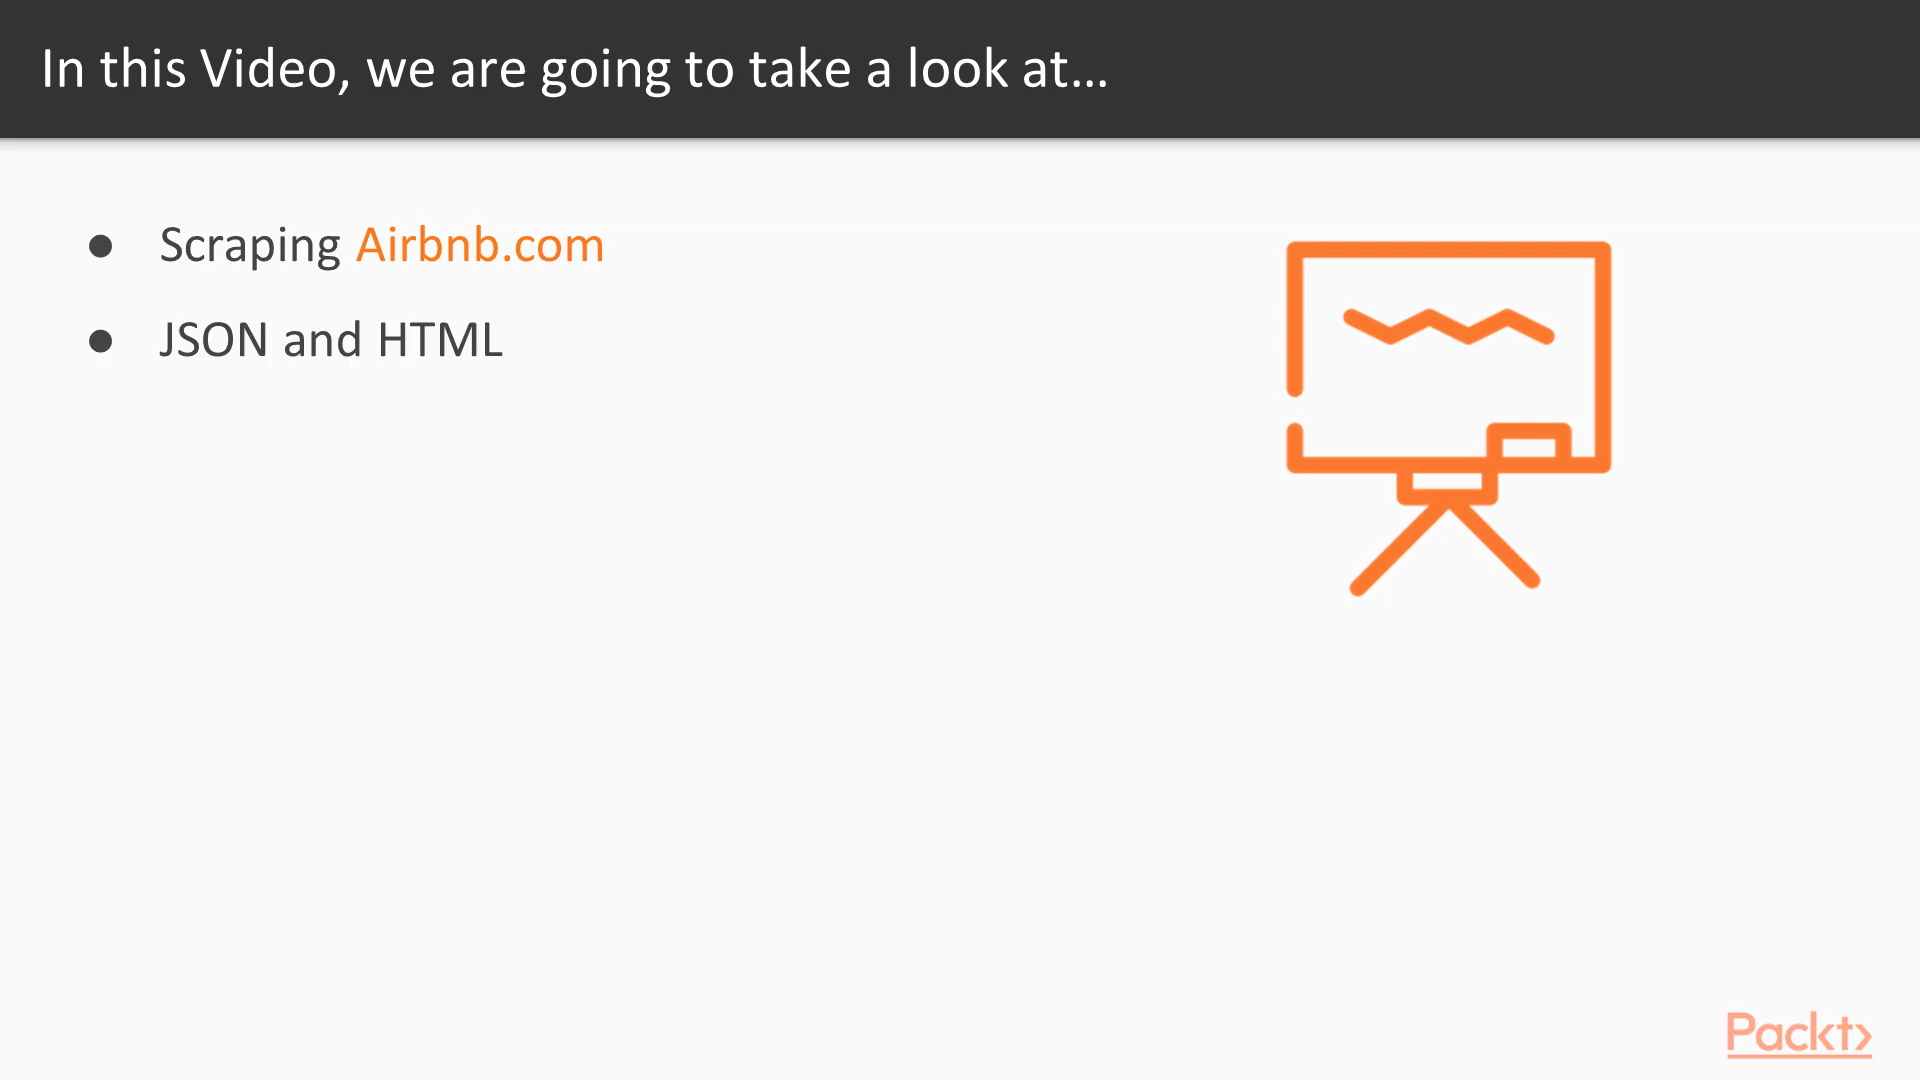 In this Video, we are going to take a look at...
● Scraping Airbnb.com
● JSON and HTML
Packt>